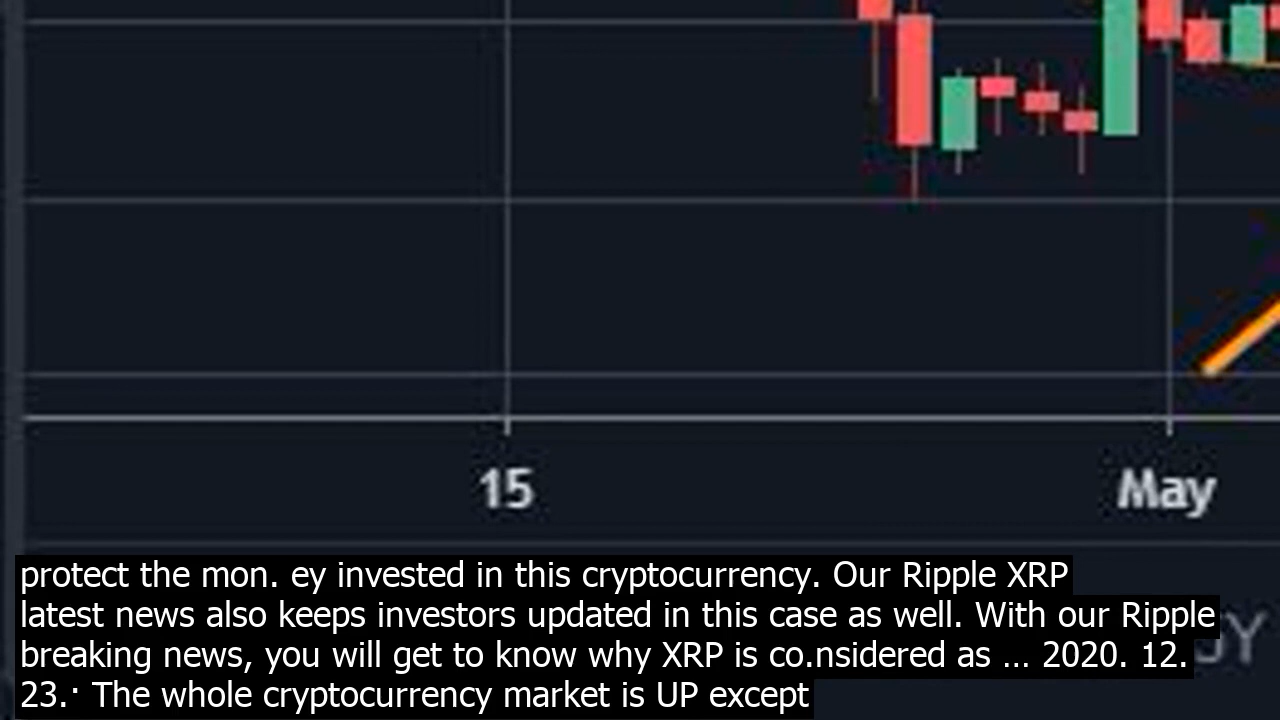 15 May
protect the mon. ey invested in this cryptocurrency. Our Ripple XRP
latest news also keeps investors updated in this case as well. With our Ripple
breaking news, you will get to know why XRP is co.nsidered as ... 2020. 12.
23.· The whole cryptocurrency market is UP except